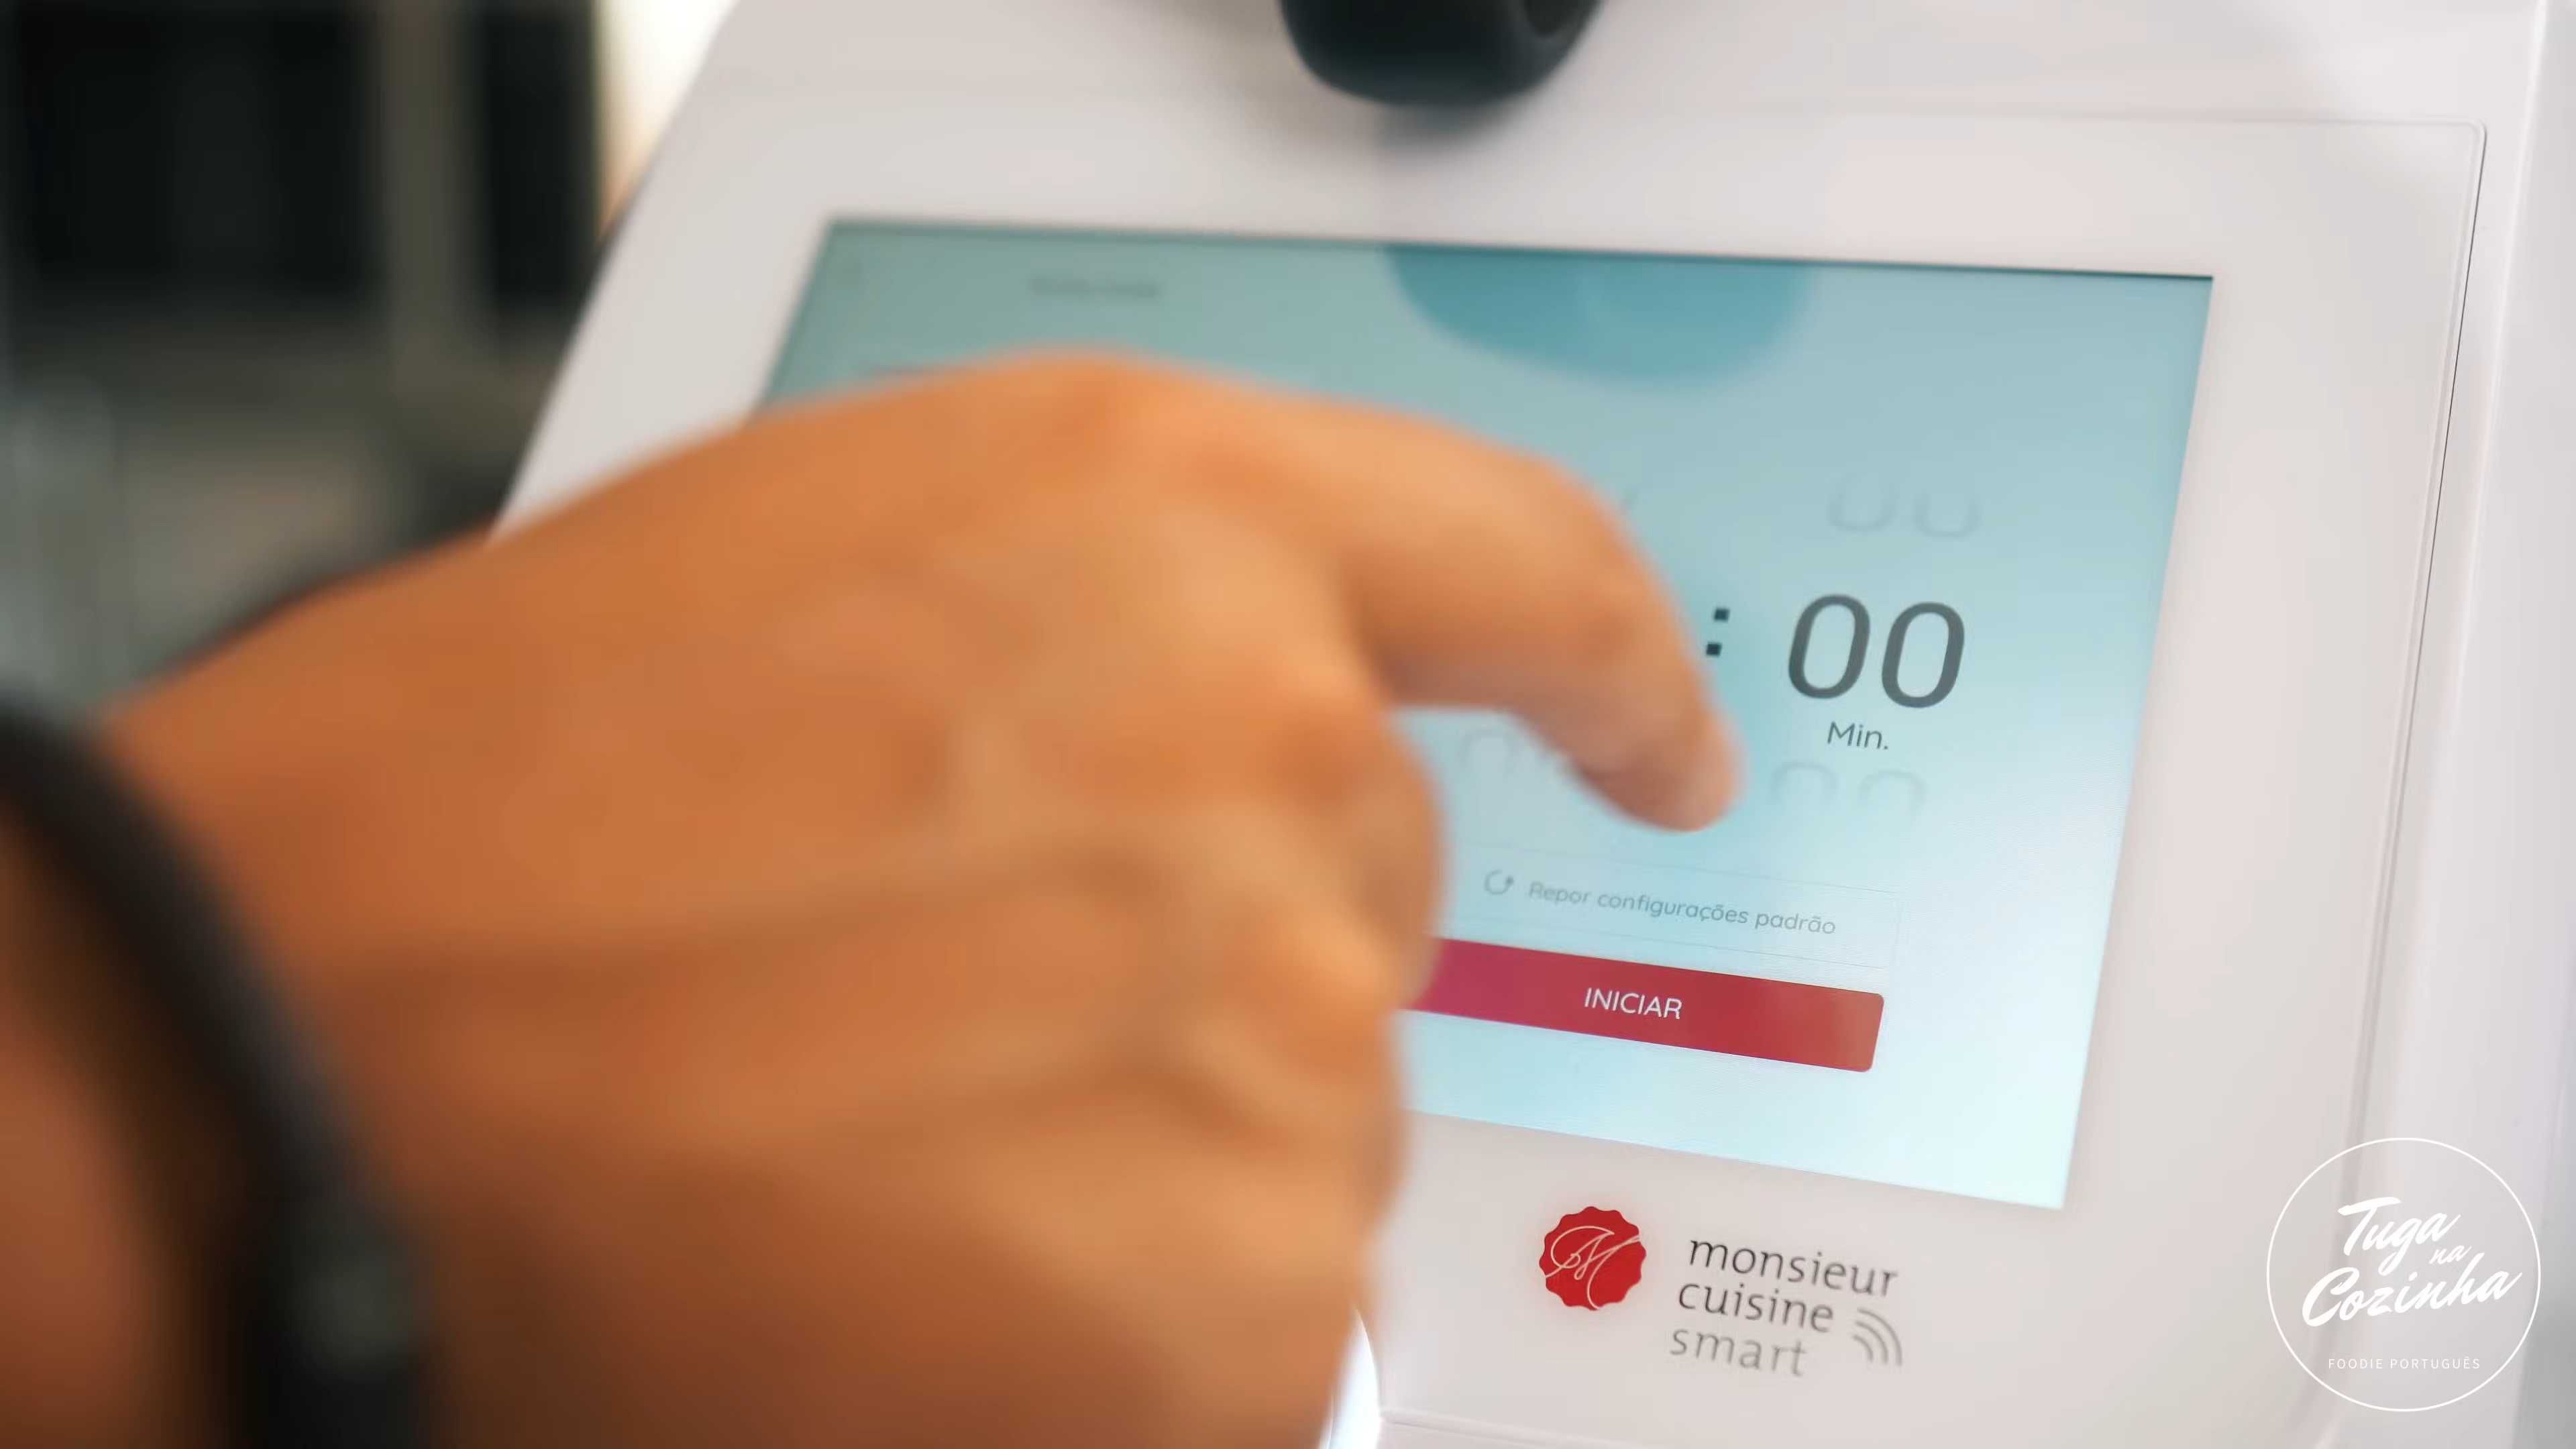 : 00
Min.
Repor configurações padrão
INICIAR
monsieur
cuisine
smart
Tuga
na
Cozinha
FOODIE PORTUGUÊS